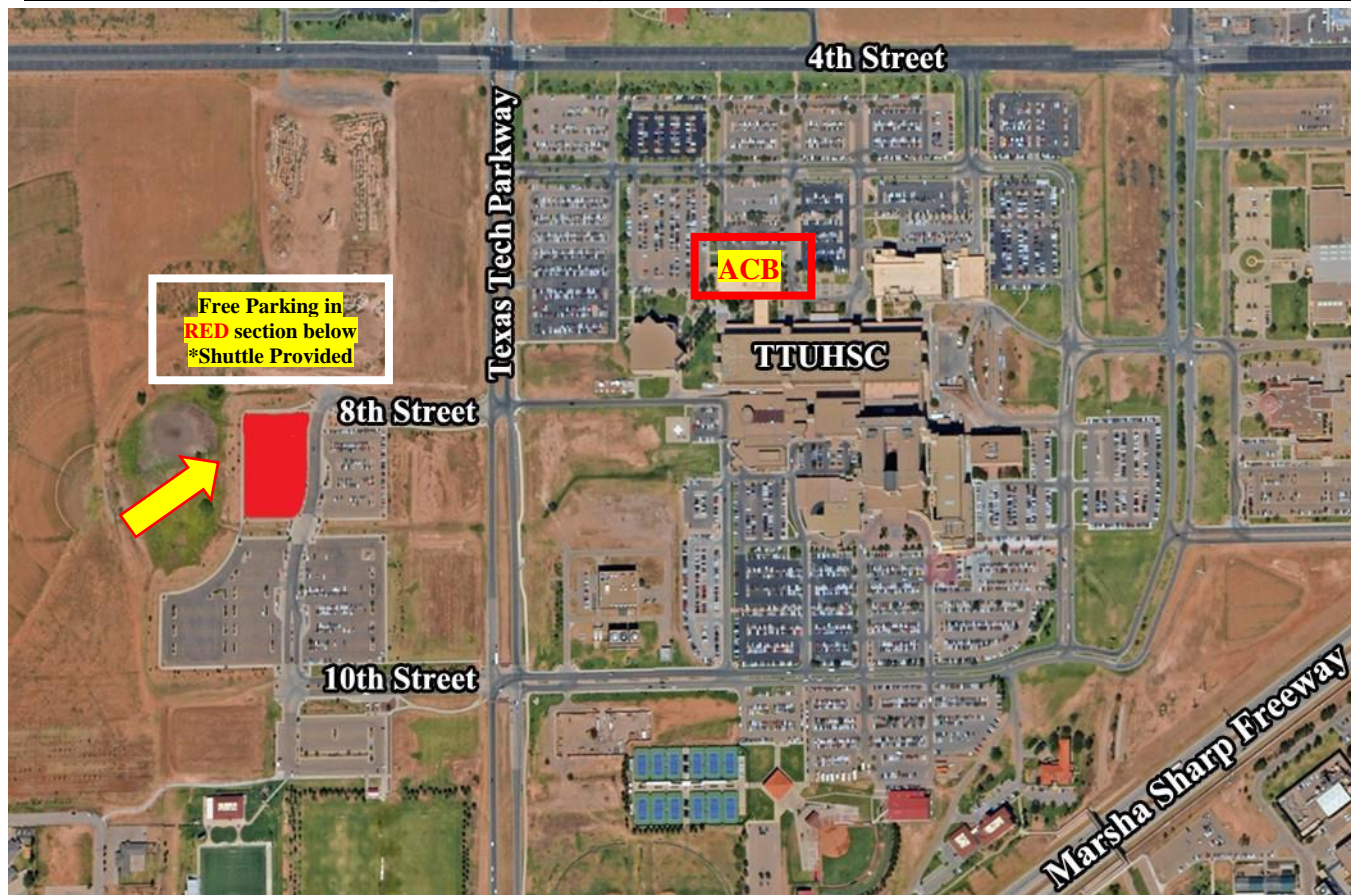 4th Street
Texas Tech Parkway
ACB
Free Parking in
RED section below
*Shuttle Provided
TTUHSC
8th Street
10th Street
Marsha Sharp Freeway